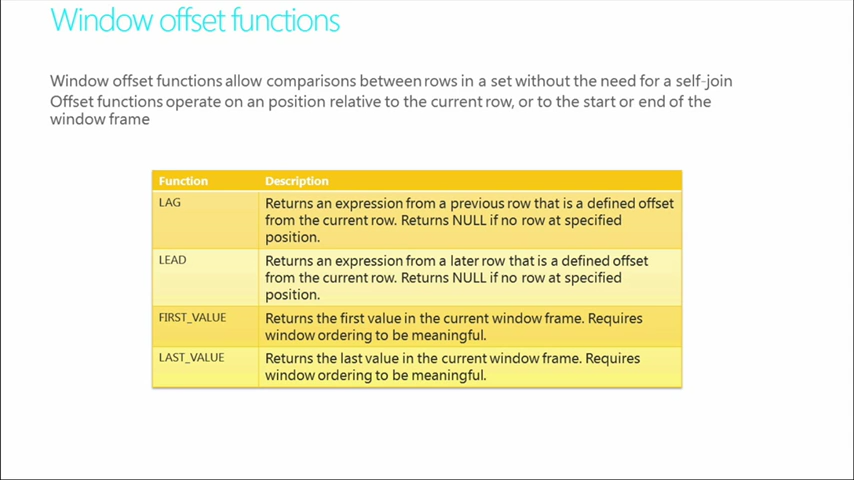 Window offset functions
Window offset functions allow comparisons between rows in a set without the need for a self-join
Offset functions operate on an position relative to the current row, or to the start or end of the
window frame
Function Description
LAG Returns an expression from a previous row that is a defined offset
from the current row. Returns NULL if no row at specified
position.
LEAD Returns an expression from a later row that is a defined offset
from the current row. Returns NULL if no row at specified
position.
FIRST_VALUE Returns the first value in the current window frame. Requires
window ordering to be meaningful.
LAST_VALUE Returns the last value in the current window frame. Requires
window ordering to be meaningful.